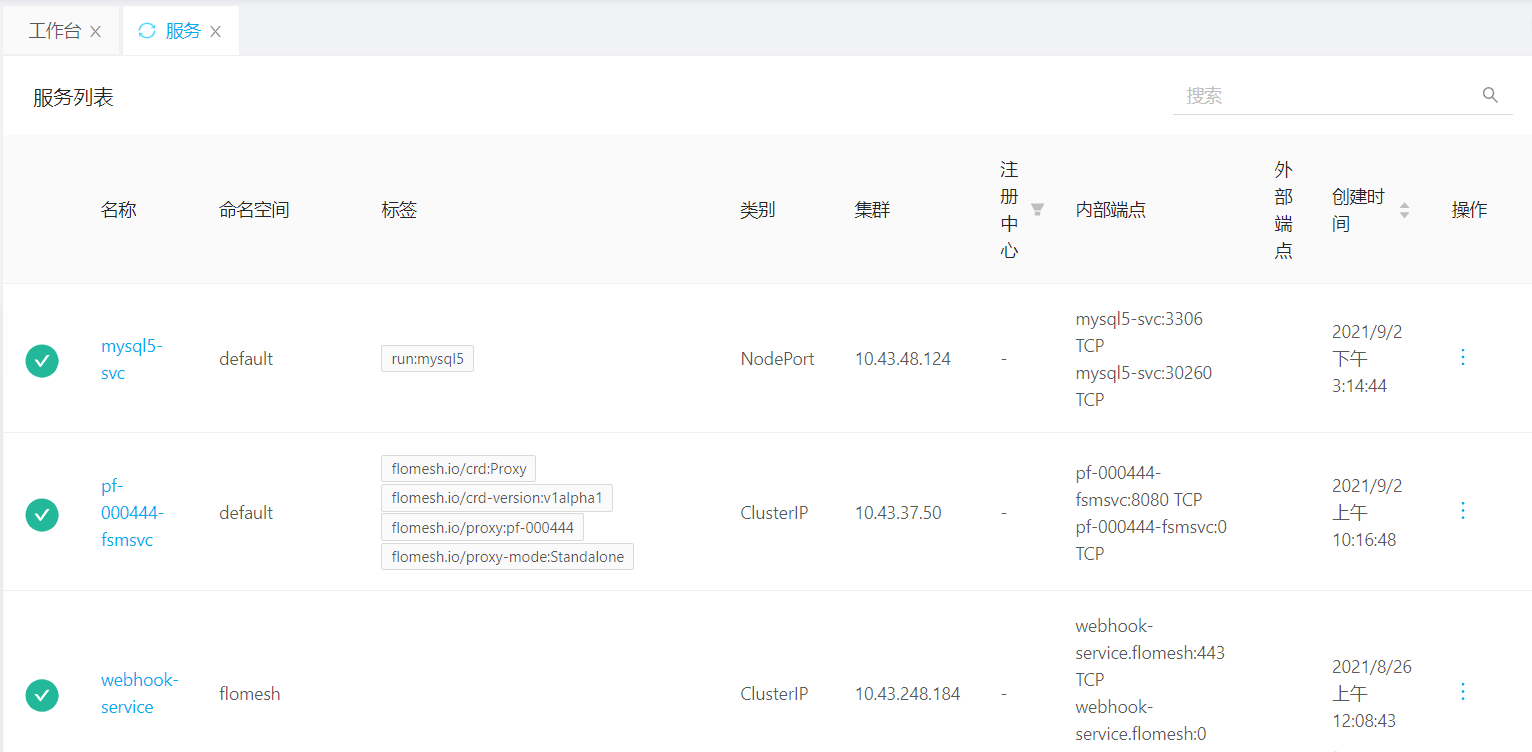 工作台
服务
服务列表
搜索
名称
命名空间
标签
类别
集群
注
册
中
心
内部端点
外
部
端
点
创建时
间
操作
mysql5-
svc
default
run:mysql5
NodePort
10.43.48.124
-
mysql5-svc:3306
TCP
mysql5-svc:30260
TCP
2021/9/2
下午
3:14:44
pf-
000444-
fsmsvc
default
flomesh.io/crd:Proxy
flomesh.io/crd-version:v1alpha1
flomesh.io/proxy:pf-000444
flomesh.io/proxy-mode:Standalone
ClusterIP
10.43.37.50
-
pf-000444-
fsmsvc:8080 TCP
pf-000444-fsmsvc:0
TCP
2021/9/2
上午
10:16:48
webhook-
service
flomesh
ClusterIP
10.43.248.184
-
webhook-
service.flomesh:443
TCP
webhook-
service.flomesh:0
2021/8/26
上午
12:08:43